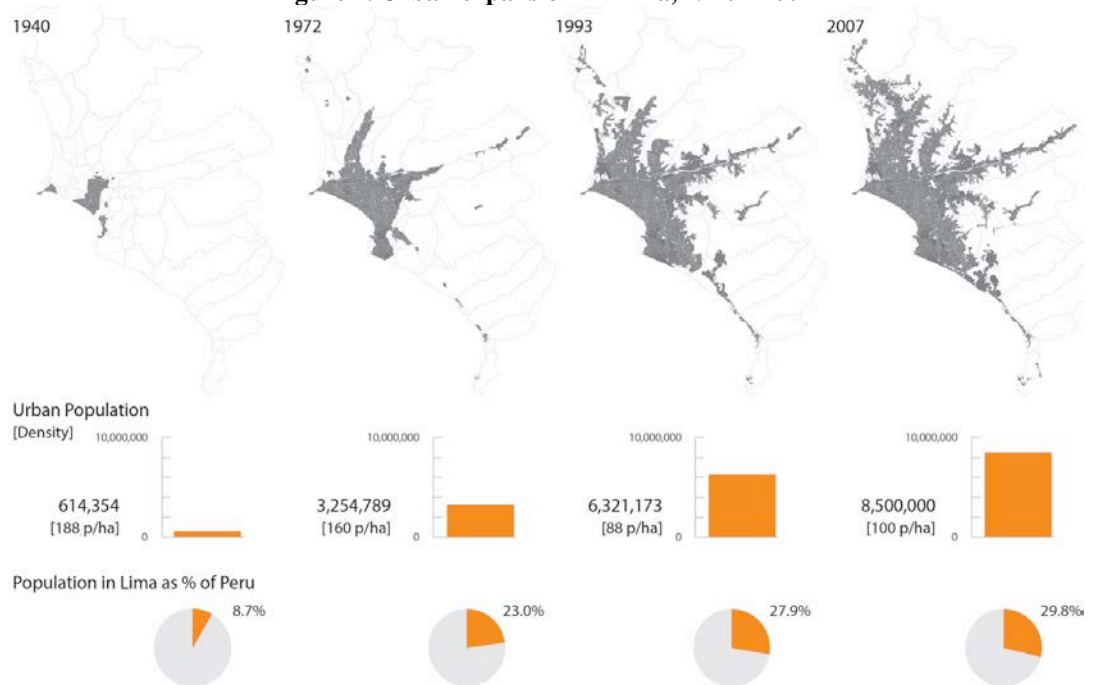 1940
1972
1993
2007
Urban Population
[Density]
10,000,000
10,000,000
10,000,000
10,000,000
614,354
[188 p/ha]
0
3,254,789
[160 p/ha]
0
6,321,173
[88 p/ha]
0
8,500,000
[100 p/ha]
0
Population in Lima as % of Peru
8.7%
23.0%
27.9%
29.8%